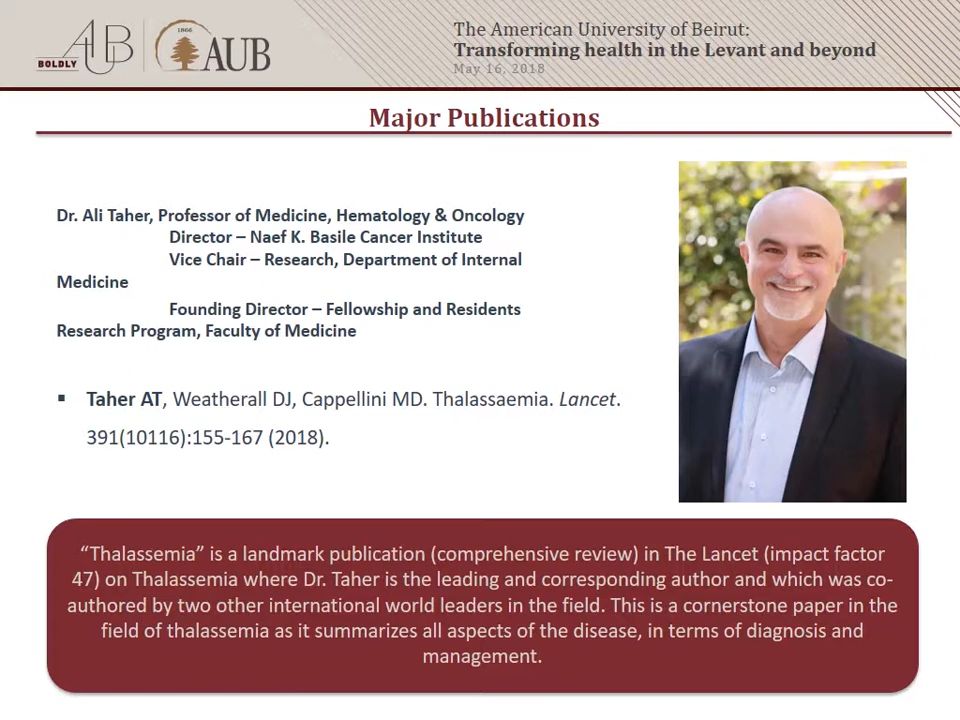 AUB
BOLDLY
1866
AUB
The American University of Beirut:
Transforming health in the Levant and beyond
May 16, 2018
Major Publications
Dr. Ali Taher, Professor of Medicine, Hematology & Oncology
Director – Naef K. Basile Cancer Institute
Vice Chair – Research, Department of Internal
Medicine
Founding Director – Fellowship and Residents
Research Program, Faculty of Medicine
▪ Taher AT, Weatherall DJ, Cappellini MD. Thalassaemia. Lancet.
391(10116):155-167 (2018).
“Thalassemia” is a landmark publication (comprehensive review) in The Lancet (impact factor
47) on Thalassemia where Dr. Taher is the leading and corresponding author and which was co-
authored by two other international world leaders in the field. This is a cornerstone paper in the
field of thalassemia as it summarizes all aspects of the disease, in terms of diagnosis and
management.